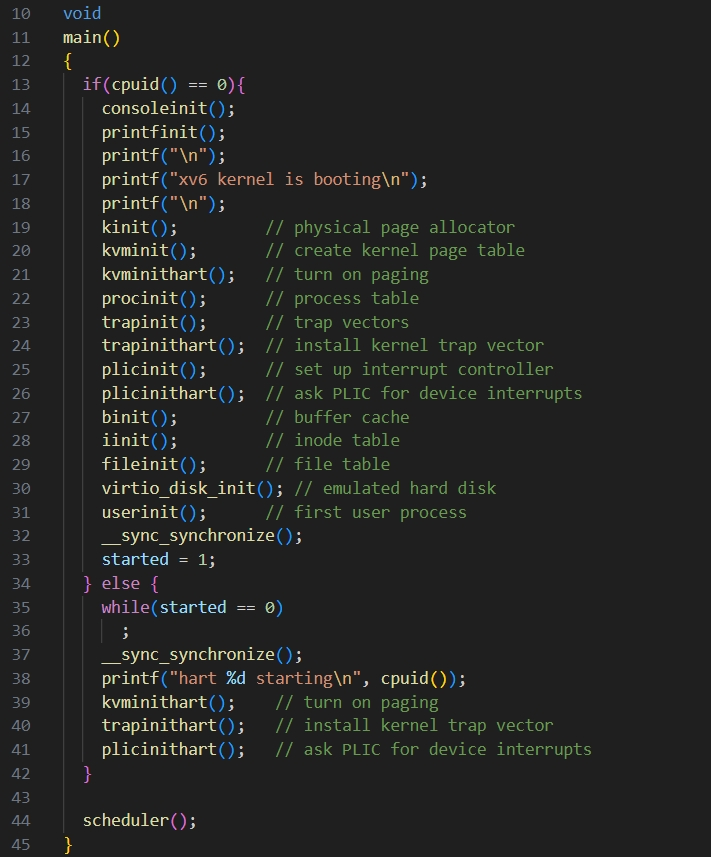 10 void
11 main()
12 {
13 if(cpuid() == 0){
14 consoleinit();
15 printfinit();
16 printf("\n");
17 printf("xv6 kernel is booting\n");
18 printf("\n");
19 kinit(); // physical page allocator
20 kvminit(); // create kernel page table
21 kvminithart(); // turn on paging
22 procinit(); // process table
23 trapinit(); // trap vectors
24 trapinithart(); // install kernel trap vector
25 plicinit(); // set up interrupt controller
26 plicinithart(); // ask PLIC for device interrupts
27 binit(); // buffer cache
28 iinit(); // inode table
29 fileinit(); // file table
30 virtio_disk_init(); // emulated hard disk
31 userinit(); // first user process
32 __sync_synchronize();
33 started = 1;
34 } else {
35 while(started == 0)
36 ;
37 __sync_synchronize();
38 printf("hart %d starting\n", cpuid());
39 kvminithart(); // turn on paging
40 trapinithart(); // install kernel trap vector
41 plicinithart(); // ask PLIC for device interrupts
42 }
43
44 scheduler();
45 }